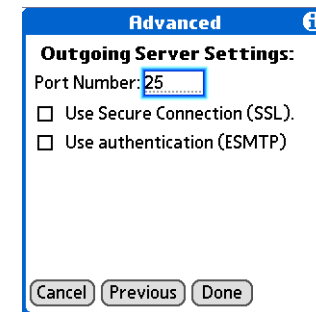 Advanced
i
Outgoing Server Settings:
Port Number: 25
Use Secure Connection (SSL).
Use authentication (ESMTP)
Cancel Previous Done